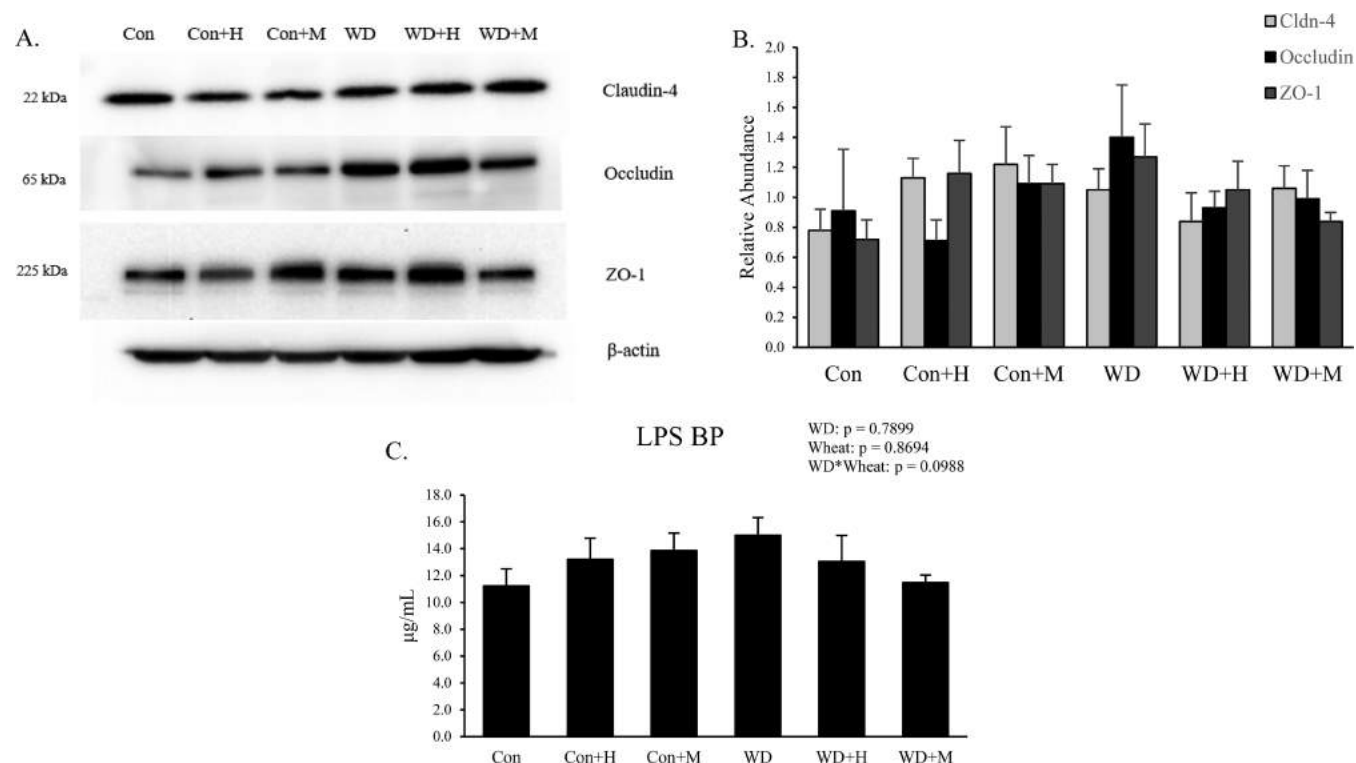 A.
Con Con+H Con+M WD WD+H WD+M
22 kDa Claudin-4
65 kDa Occludin
225 kDa ZO-1
β-actin
B.
Cldn-4
Occludin
ZO-1
Relative Abundance
2.0
1.8
1.6
1.4
1.2
1.0
0.8
0.6
0.4
0.2
0.0
Con Con+H Con+M WD WD+H WD+M
C.
LPS BP
WD: p = 0.7899
Wheat: p = 0.8694
WD*Wheat: p = 0.0988
µg/mL
18.0
16.0
14.0
12.0
10.0
8.0
6.0
4.0
2.0
0.0
Con Con+H Con+M WD WD+H WD+M